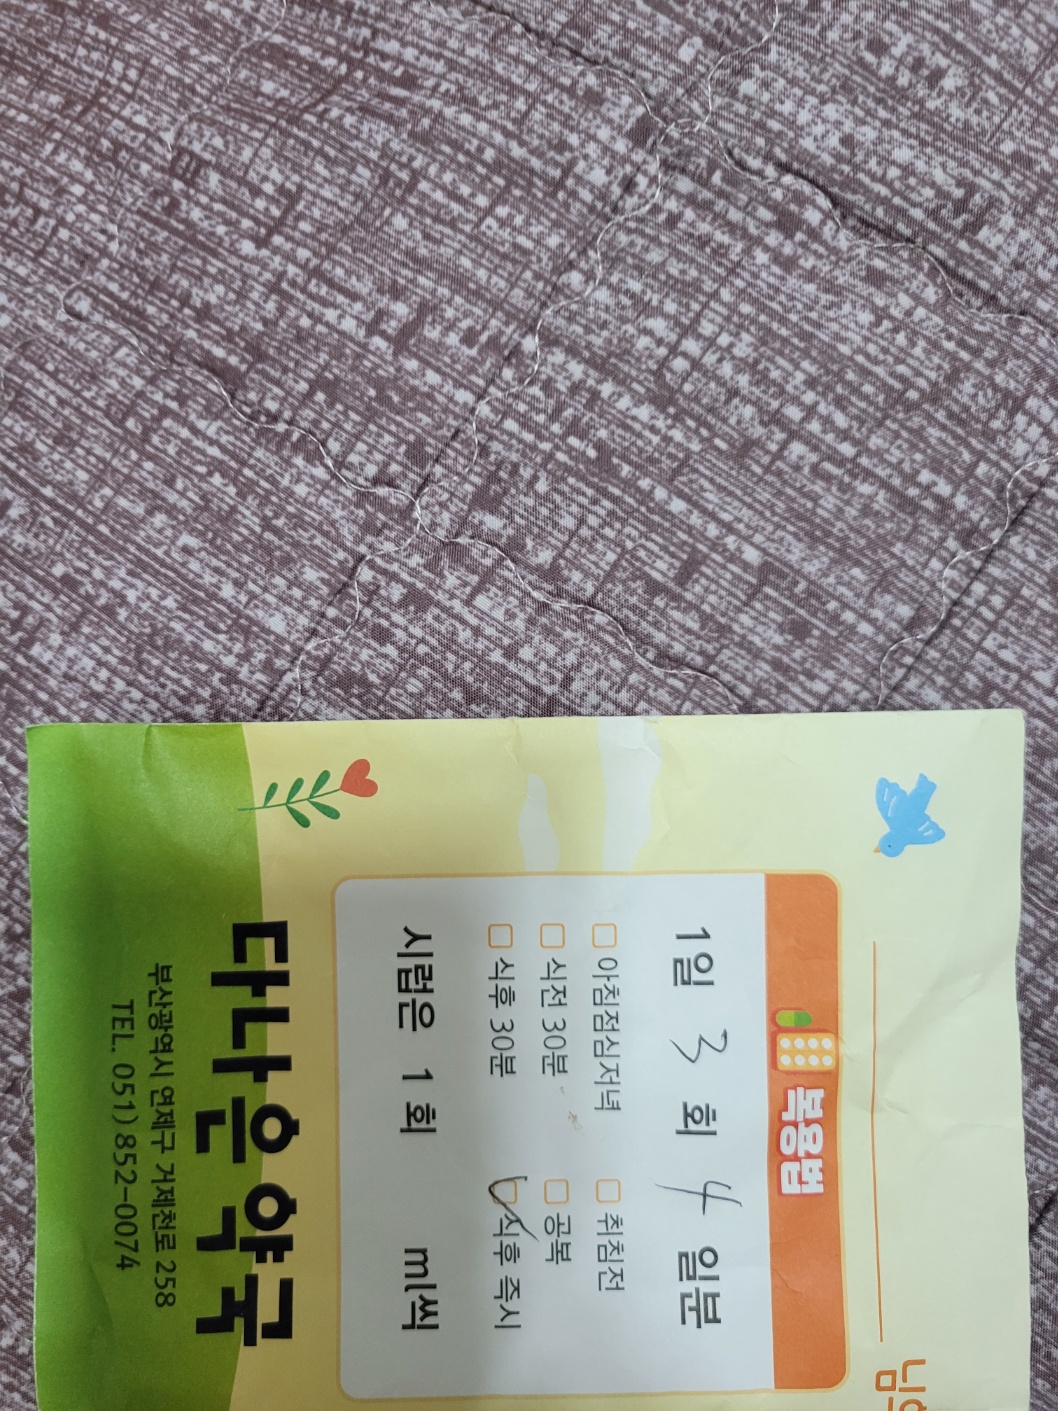 님
복용법
1일 3 회 4 일분
아침점심저녁 취침전
식전 30분 공복
식후 30분 식후 즉시
시럽은 1 회 ml씩
다나은약국
부산광역시 연제구 거제천로 258
TEL. 051) 852-0074